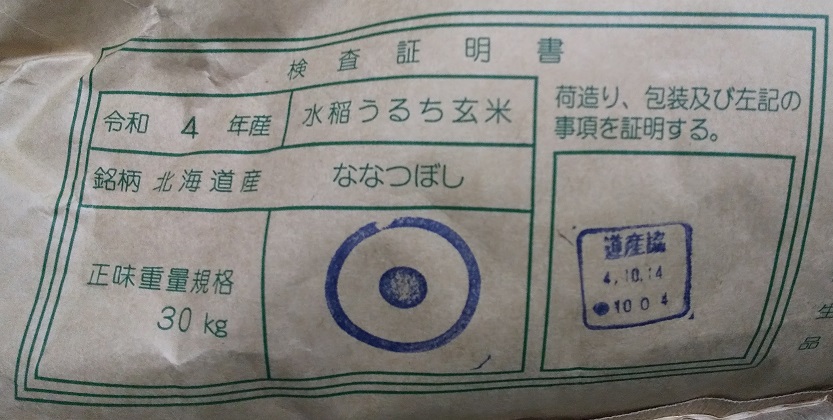 検査証明書
令和 4 年産
水稲うるち玄米
銘柄 北海道産 ななつぼし
正味重量規格
30 kg
荷造り、包装及び左記の
事項を証明する。
道産協
4.10.14
1004
生
品